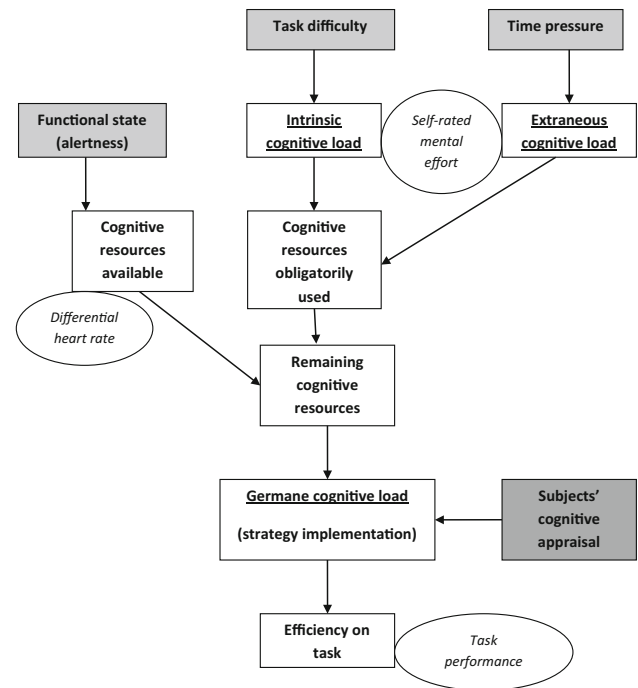 Task difficulty
Time pressure
Functional state
(alertness)
Intrinsic
cognitive load
Self-rated
mental
effort
Extraneous
cognitive load
Cognitive
resources
available
Cognitive
resources
obligatorily
used
Differential
heart rate
Remaining
cognitive
resources
Germane cognitive load
(strategy implementation)
Subjects’
cognitive
appraisal
Efficiency on
task
Task
performance